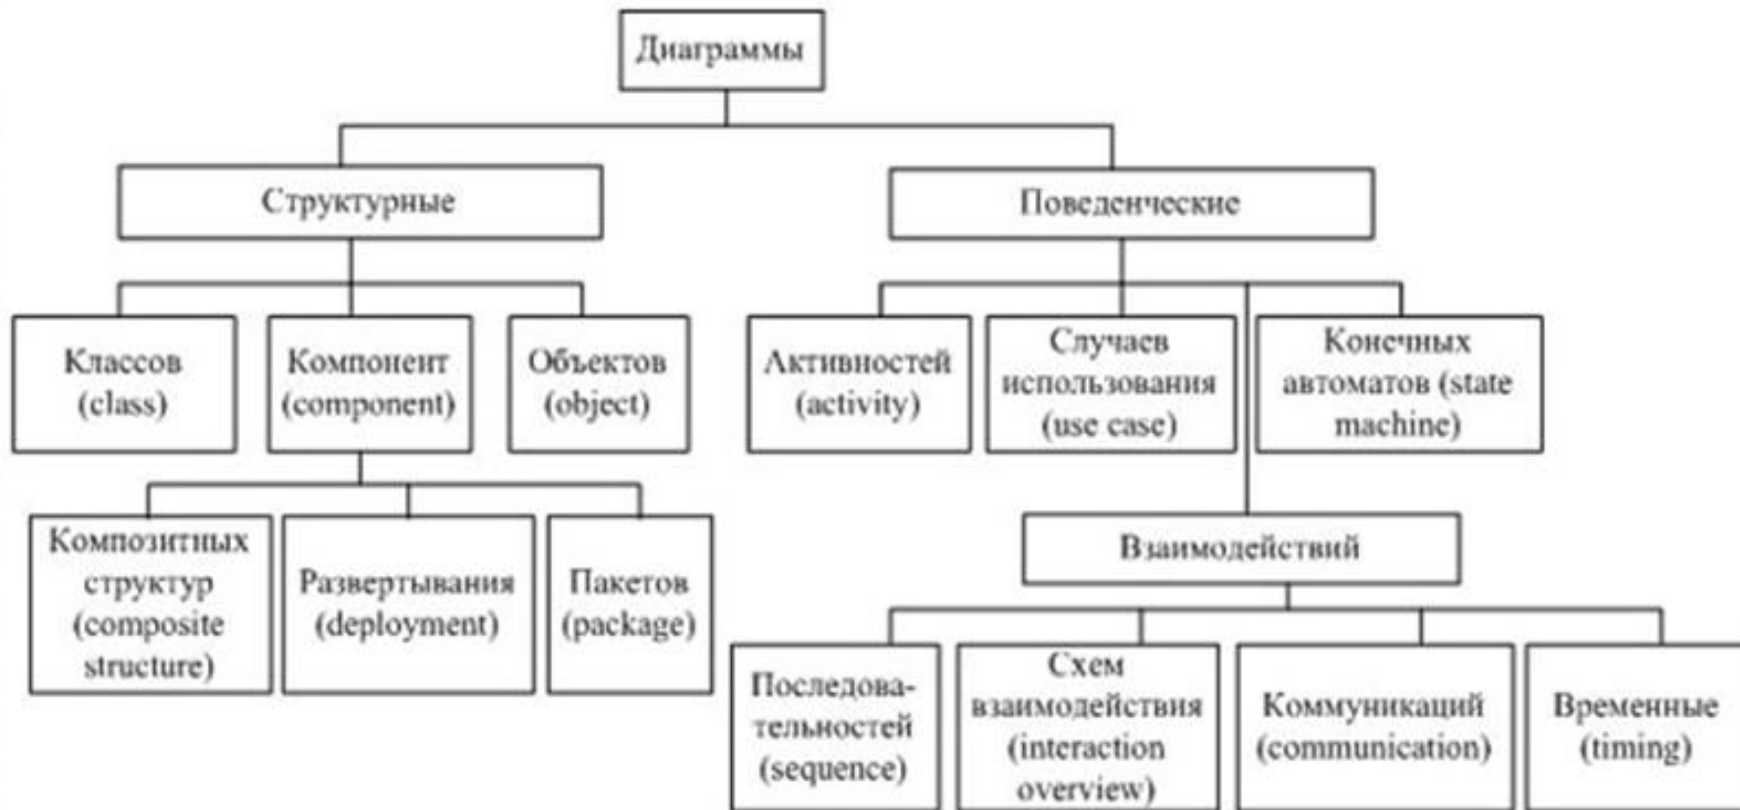 Диаграммы
Структурные
Поведенческие
Классов
(class)
Компонент
(component)
Объектов
(object)
Активностей
(activity)
Случаев
использования
(use case)
Конечных
автоматов (state
machine)
Композитных
структур
(composite
structure)
Развертывания
(deployment)
Пакетов
(package)
Взаимодействий
Последова-
тельностей
(sequence)
Схем
взаимодействия
(interaction
overview)
Коммуникаций
(communication)
Временные
(timing)